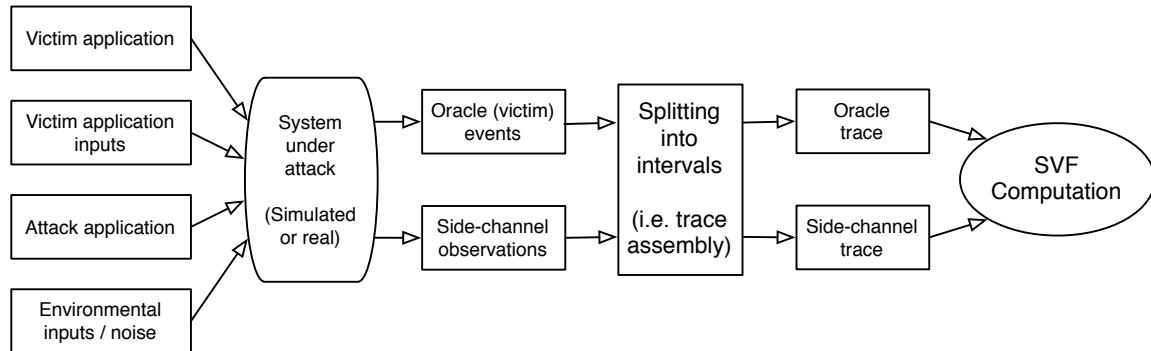 Victim application
Victim application
inputs
Attack application
Environmental
inputs / noise
System
under
attack
(Simulated
or real)
Oracle (victim)
events
Side-channel
observations
Splitting
into
intervals
(i.e. trace
assembly)
Oracle
trace
Side-channel
trace
SVF
Computation